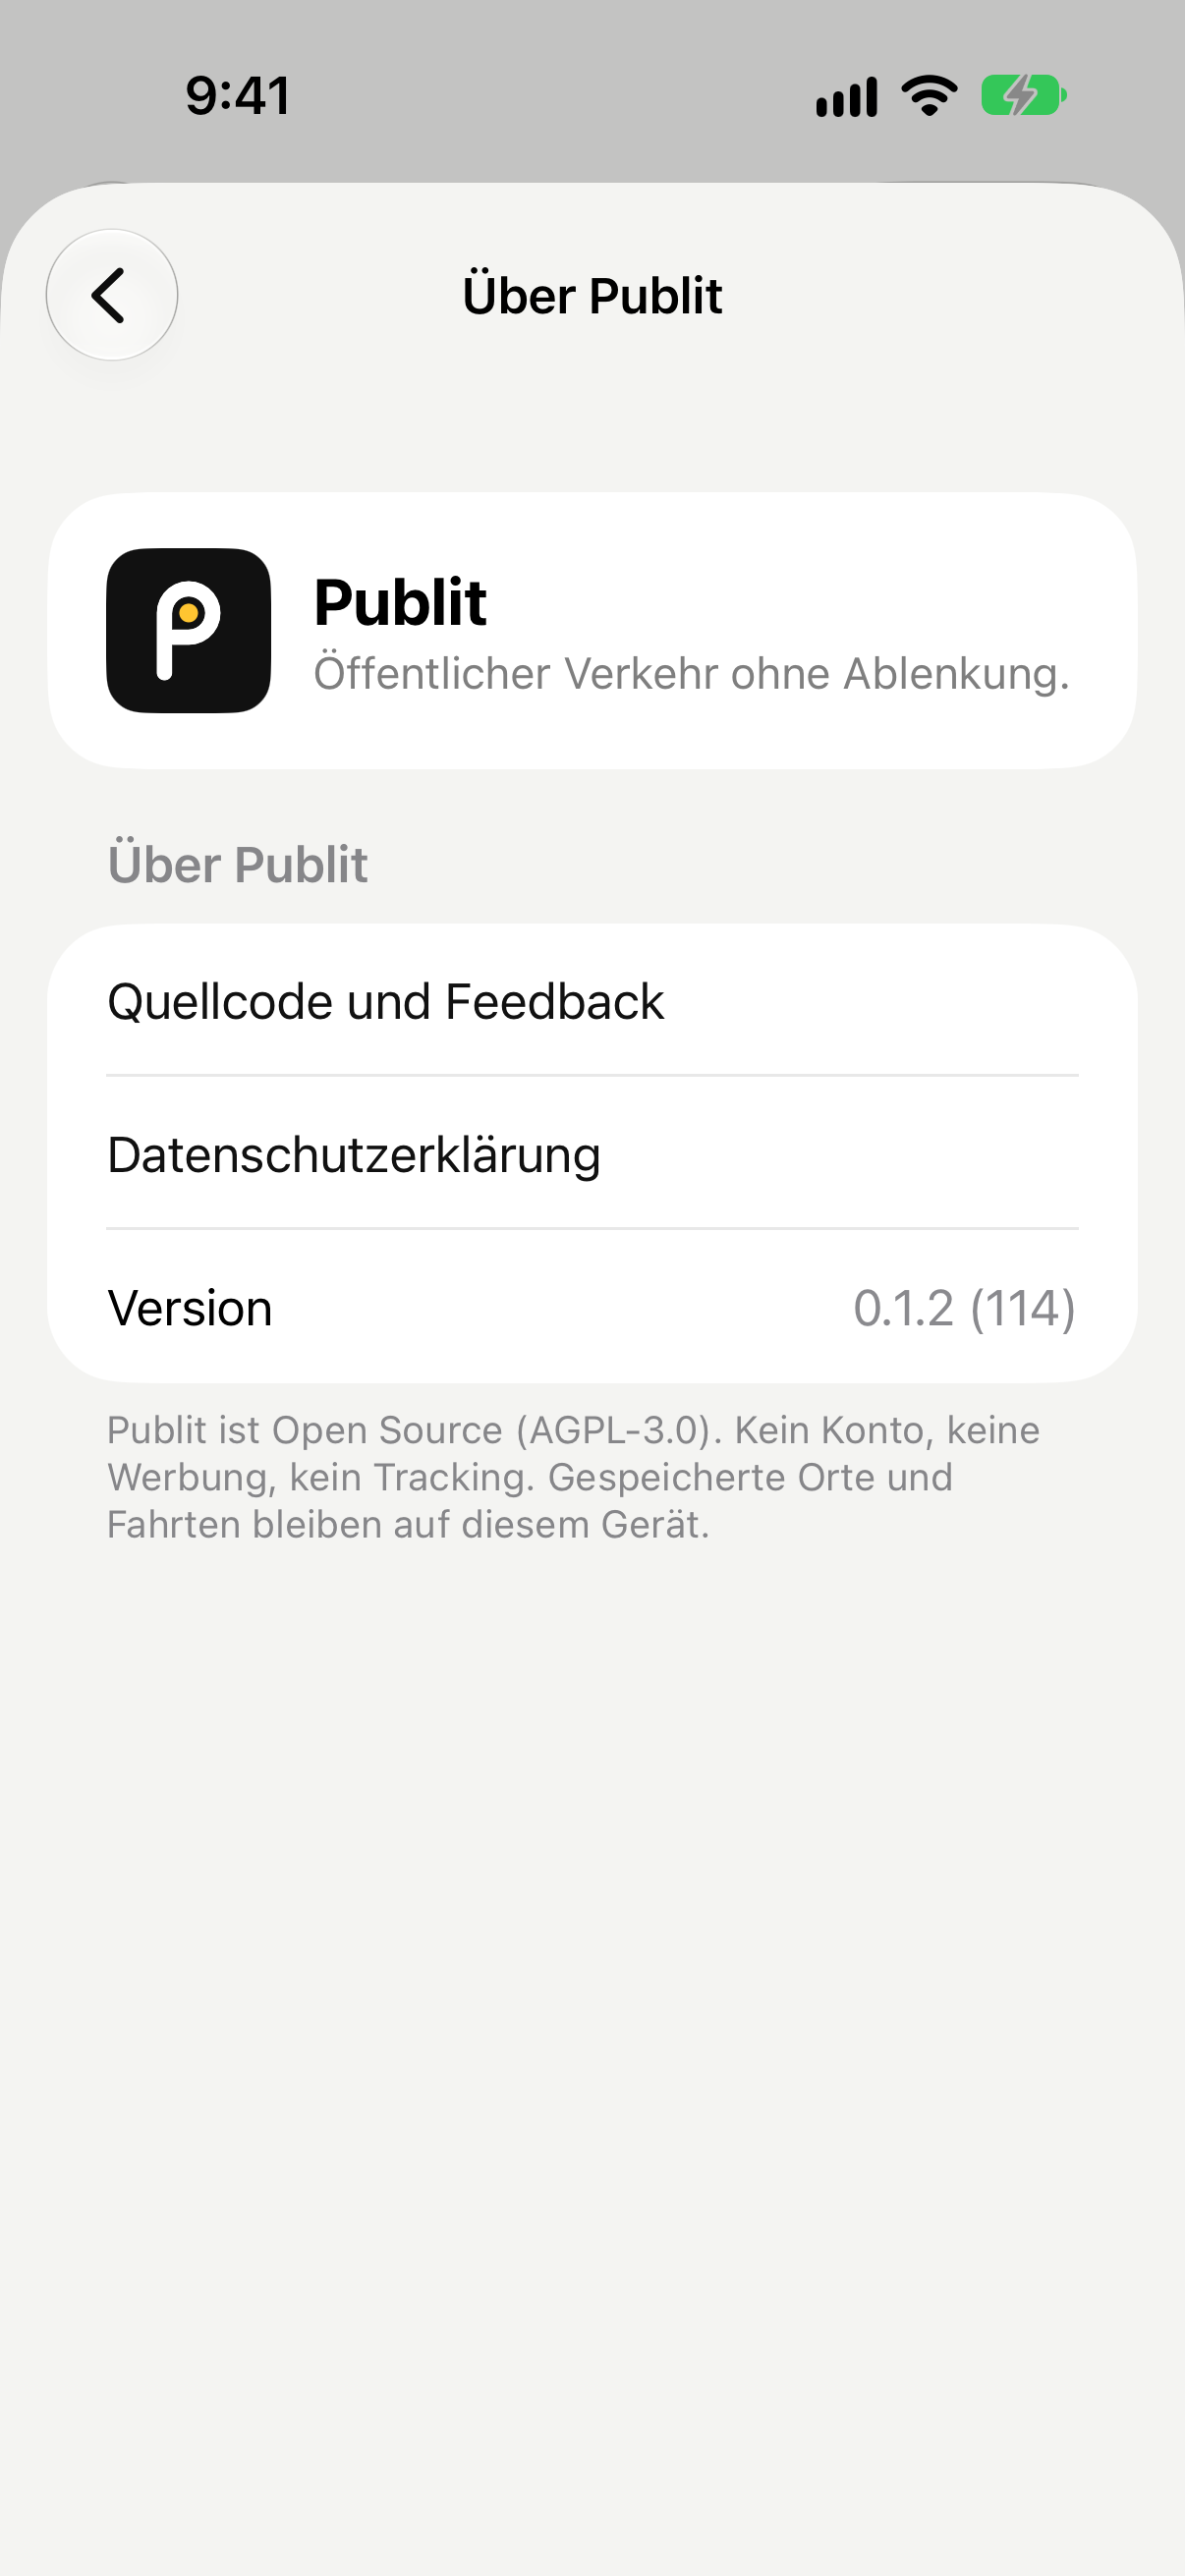 9:41
Über Publit
Publit
Öffentlicher Verkehr ohne Ablenkung.
Über Publit
Quellcode und Feedback
Datenschutzerklärung
Version 0.1.2 (114)
Publit ist Open Source (AGPL-3.0). Kein Konto, keine
Werbung, kein Tracking. Gespeicherte Orte und
Fahrten bleiben auf diesem Gerät.